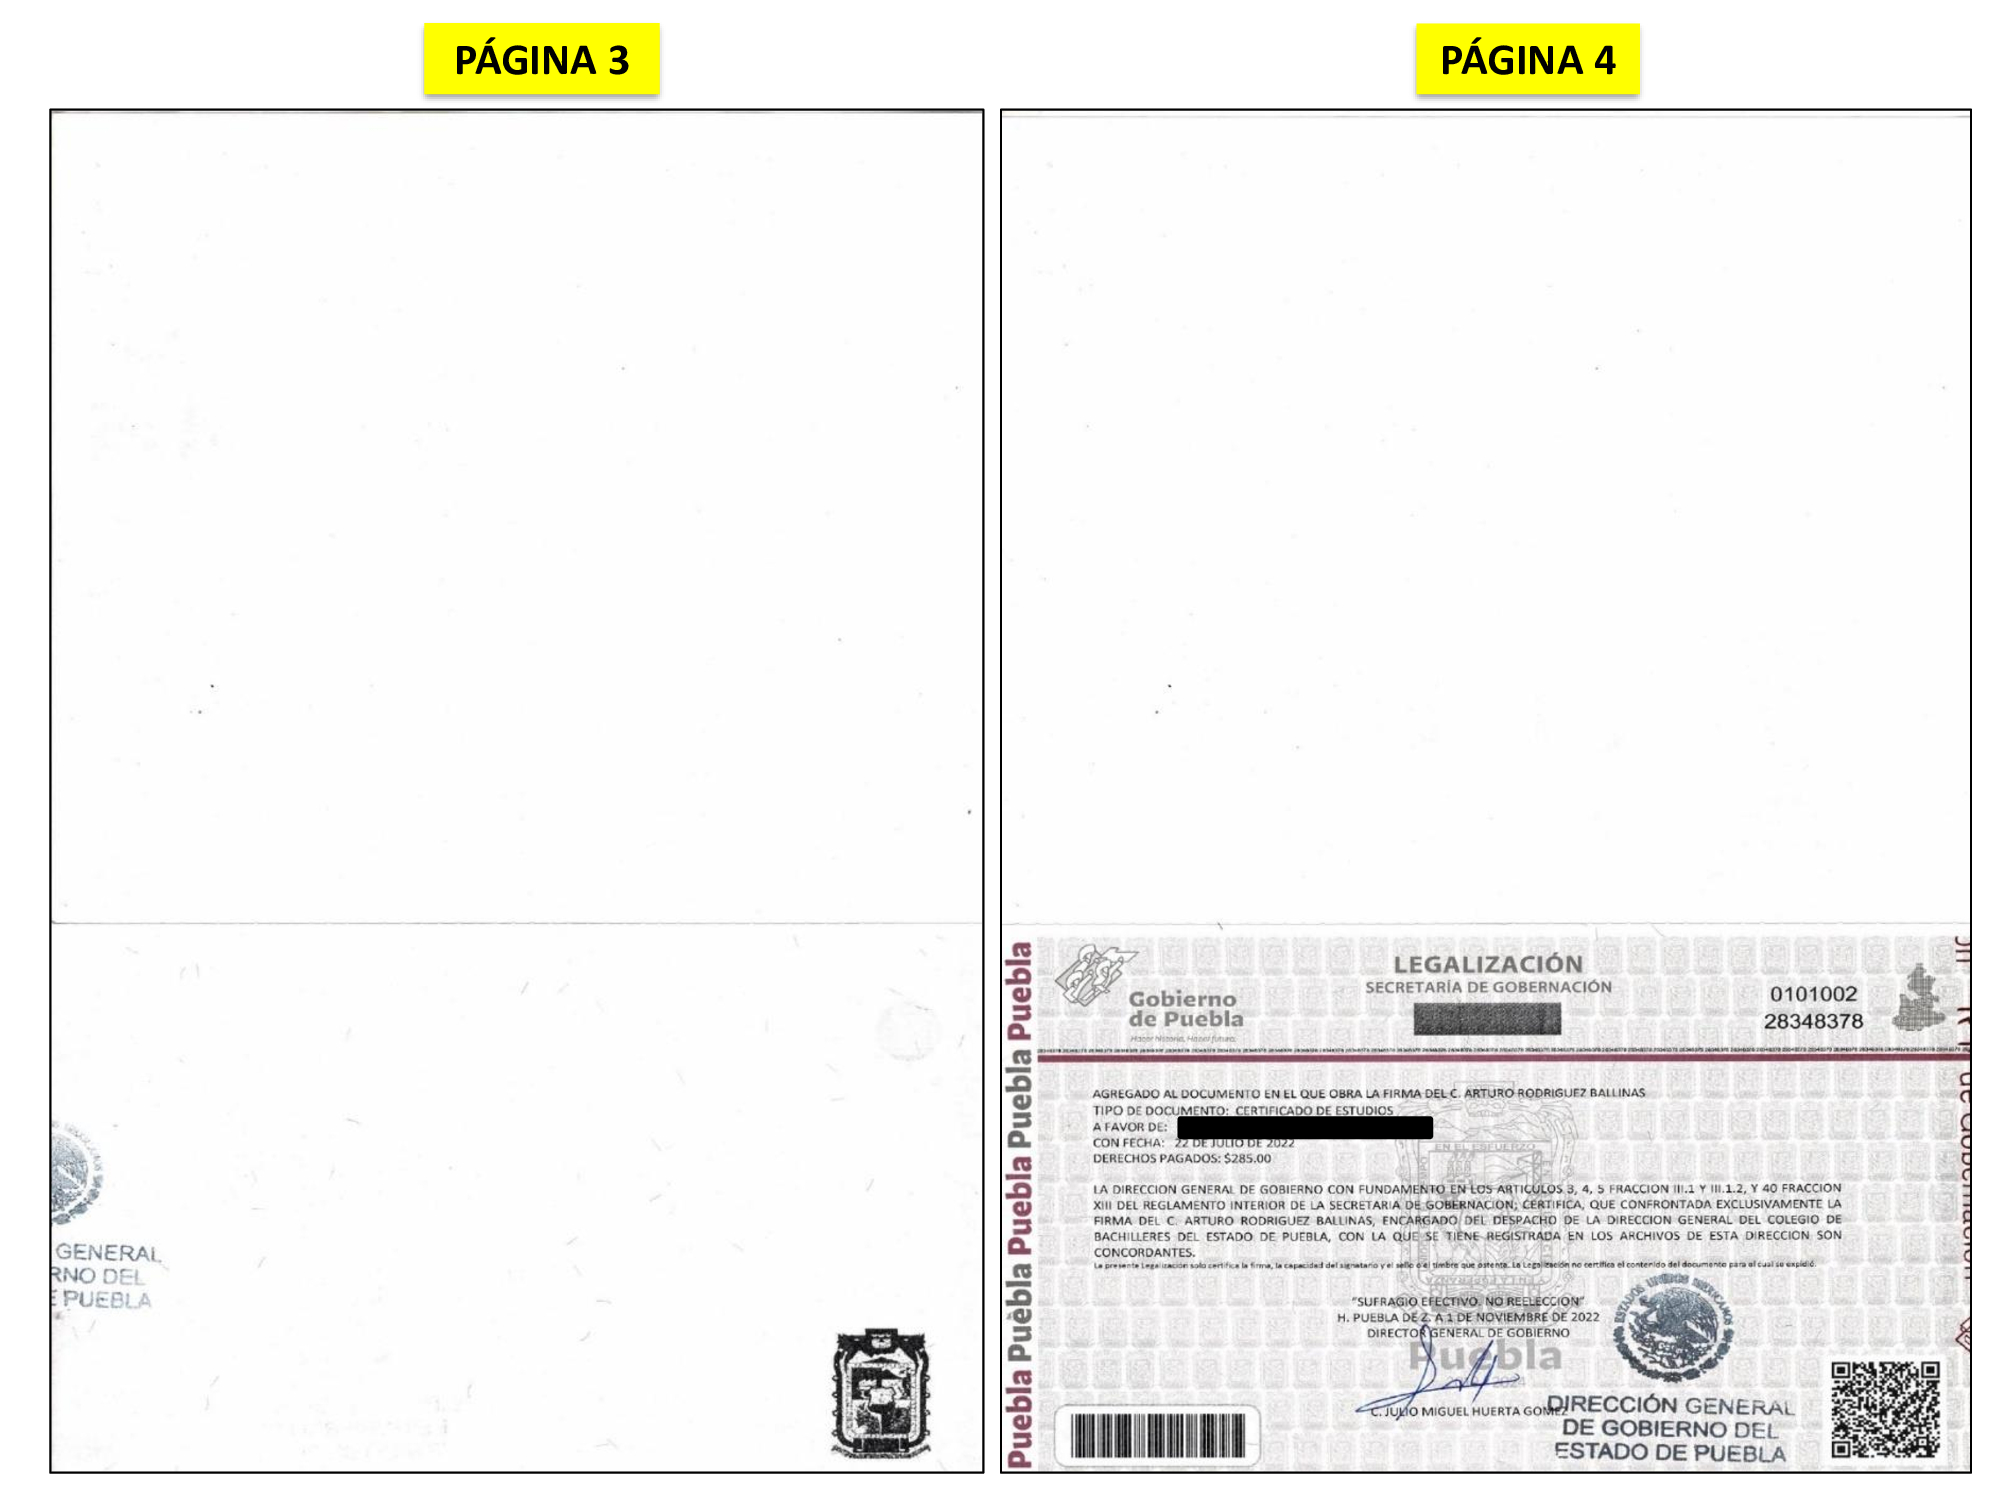 PÁGINA 3
GENERAL
RNO DEL
E PUEBLA
PÁGINA 4
Puebla Puebla Puebla Puebla Puebla
Gobierno
de Puebla
Hacer historia. Hacer futuro.
LEGALIZACIÓN
SECRETARÍA DE GOBERNACIÓN
0101002
28348378
AGREGADO AL DOCUMENTO EN EL QUE OBRA LA FIRMA DEL C. ARTURO RODRIGUEZ BALLINAS
TIPO DE DOCUMENTO: CERTIFICADO DE ESTUDIOS
A FAVOR DE:
CON FECHA: 22 DE JULIO DE 2022
DERECHOS PAGADOS: $285.00
LA DIRECCION GENERAL DE GOBIERNO CON FUNDAMENTO EN LOS ARTICULOS 3, 4, 5 FRACCION III.1 Y III.1.2, Y 40 FRACCION
XIII DEL REGLAMENTO INTERIOR DE LA SECRETARIA DE GOBERNACION; CERTIFICA, QUE CONFRONTADA EXCLUSIVAMENTE LA
FIRMA DEL C. ARTURO RODRIGUEZ BALLINAS, ENCARGADO DEL DESPACHO DE LA DIRECCION GENERAL DEL COLEGIO DE
BACHILLERES DEL ESTADO DE PUEBLA, CON LA QUE SE TIENE REGISTRADA EN LOS ARCHIVOS DE ESTA DIRECCION SON
CONCORDANTES.
La presente Legalización solo certifica la firma, la capacidad del signatario y el sello o el timbre que ostenta. La Legalización no certifica el contenido del documento para el cual se expidió.
"SUFRAGIO EFECTIVO. NO REELECCION"
H. PUEBLA DE Z. A 1 DE NOVIEMBRE DE 2022
DIRECTOR GENERAL DE GOBIERNO
Puebla
C. JULIO MIGUEL HUERTA GOMEZ
ESTADOS UNIDOS MEXICANOS
DIRECCIÓN GENERAL
DE GOBIERNO DEL
ESTADO DE PUEBLA
de Gobernación